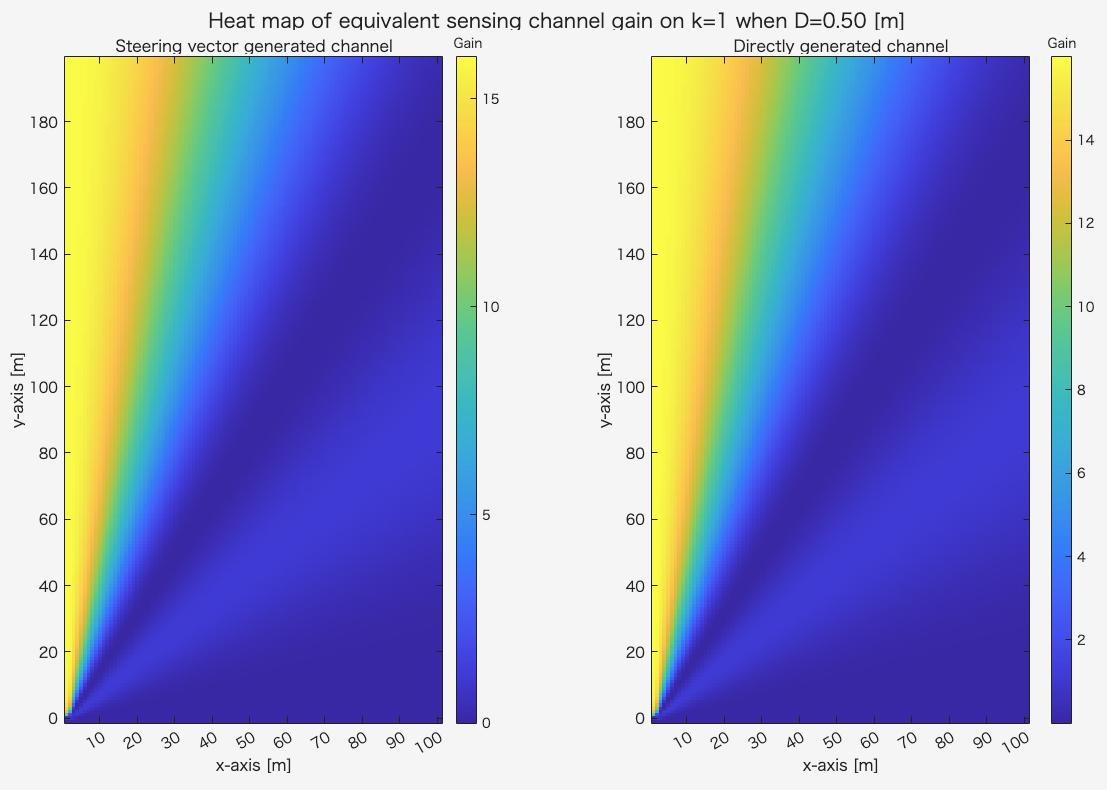 Heat map of equivalent sensing channel gain on k=1 when D=0.50 [m]
Steering vector generated channel
Gain
15
10
5
0
180
160
140
120
100
80
60
40
20
0
y-axis [m]
10 20 30 40 50 60 70 80 90 100
x-axis [m]
Directly generated channel
Gain
14
12
10
8
6
4
2
180
160
140
120
100
80
60
40
20
0
y-axis [m]
10 20 30 40 50 60 70 80 90 100
x-axis [m]